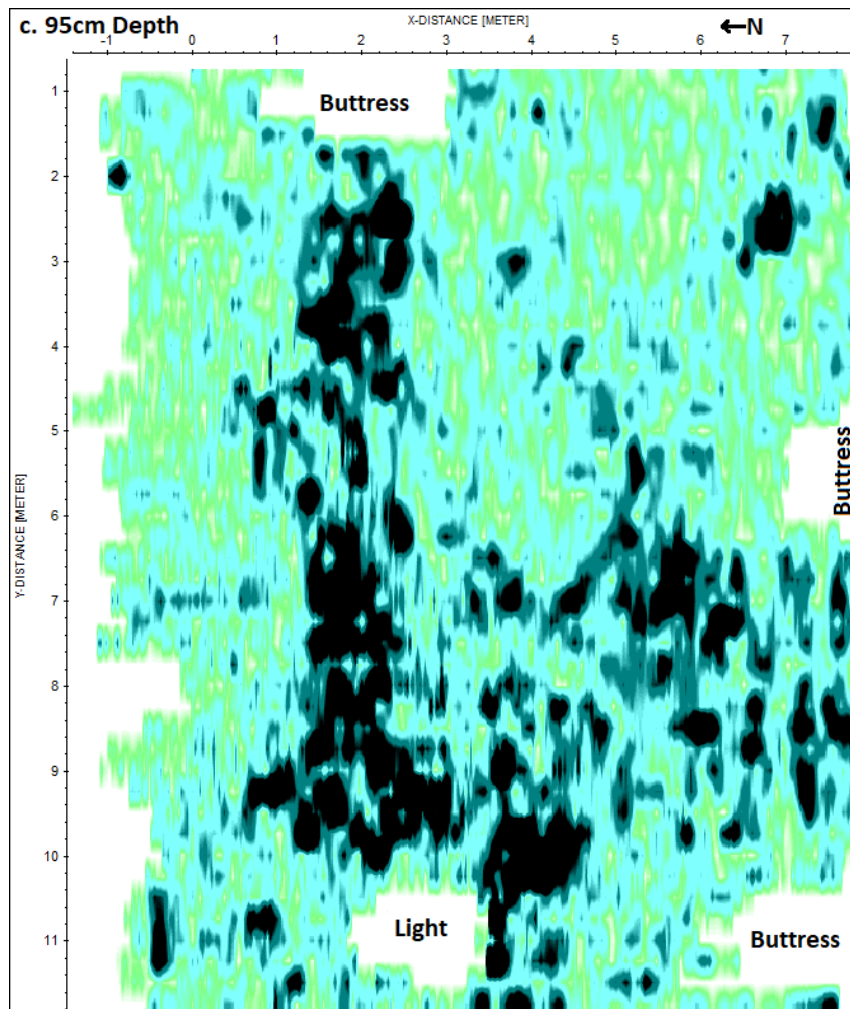 c. 95cm Depth
X-DISTANCE [METER]
←N
-1 0 1 2 3 4 5 6 7
Buttress
Y-DISTANCE [METER]
1
2
3
4
5
6
7
8
9
10
11
Buttress
Light
Buttress